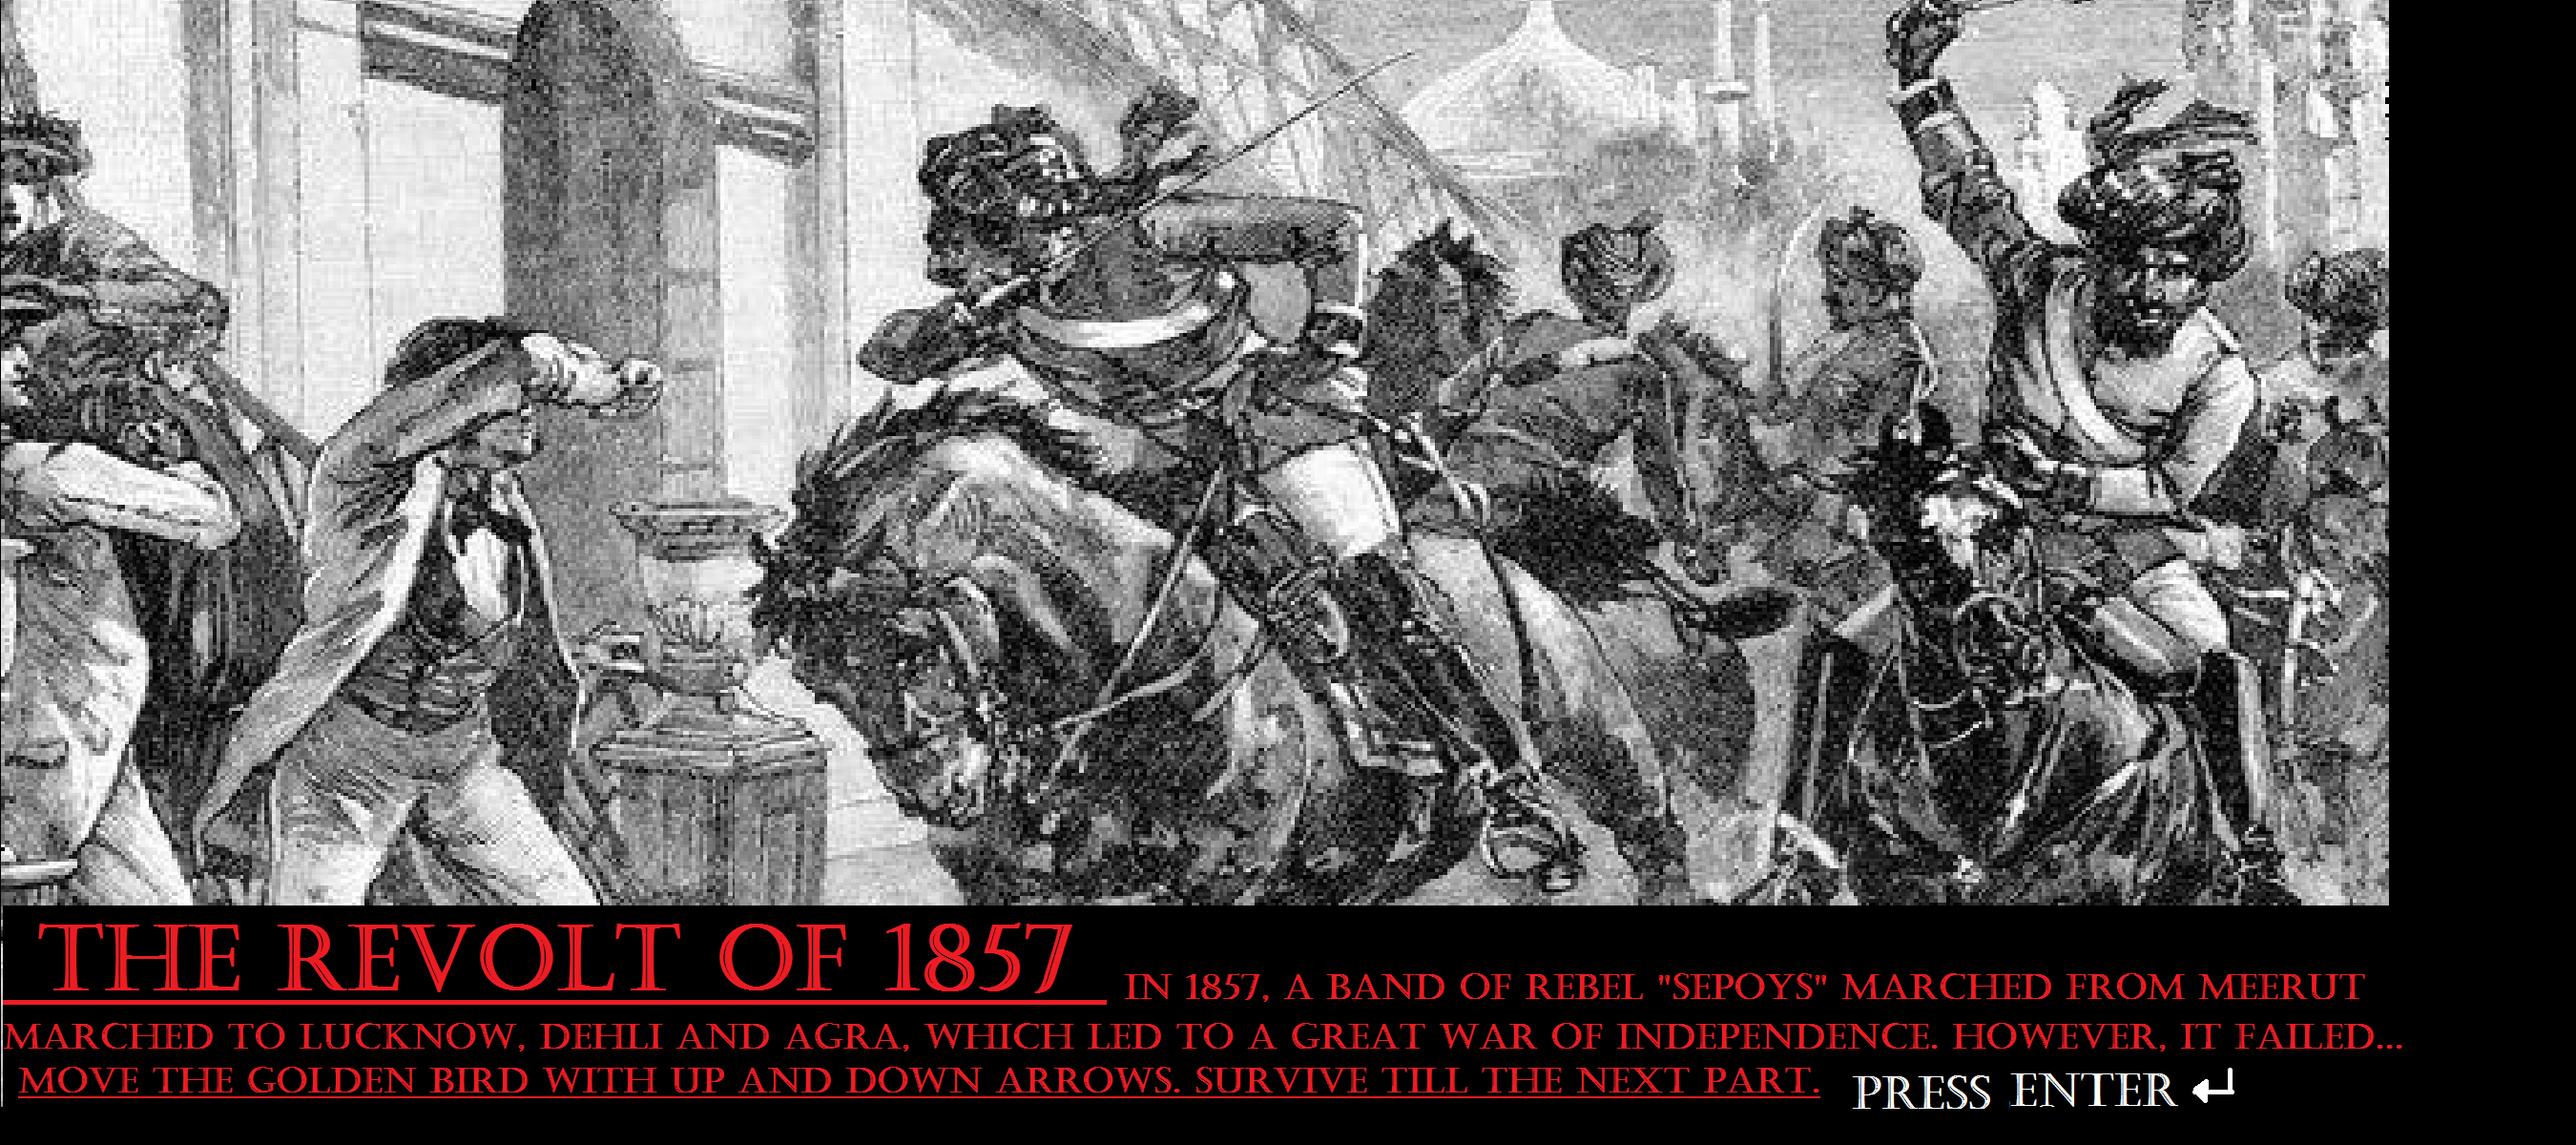 THE REVOLT OF 1857 IN 1857, A BAND OF REBEL "SEPOYS" MARCHED FROM MEERUT
MARCHED TO LUCKNOW, DEHLI AND AGRA, WHICH LED TO A GREAT WAR OF INDEPENDENCE. HOWEVER, IT FAILED...
MOVE THE GOLDEN BIRD WITH UP AND DOWN ARROWS. SURVIVE TILL THE NEXT PART. PRESS ENTER ↵